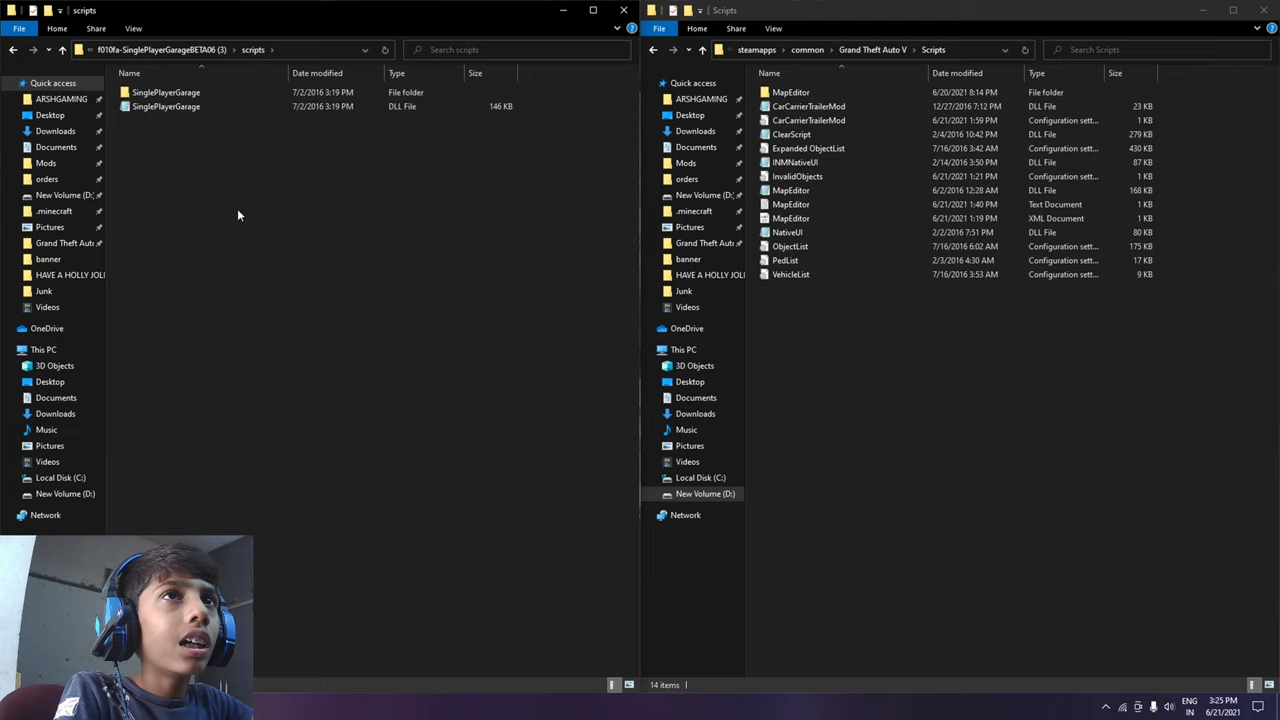 scripts
File Home Share View
f010fa-SinglePlayerGarageBETA06 (3) > scripts >
Search scripts
Name Date modified Type Size
Quick access
ARSHGAMING
Desktop
Downloads
Documents
Mods
orders
New Volume (D:)
.minecraft
Pictures
Grand Theft Auto
banner
HAVE A HOLLY JOLI
Junk
Videos
OneDrive
This PC
3D Objects
Desktop
Documents
Downloads
Music
Pictures
Videos
Local Disk (C:)
New Volume (D:)
Network
SinglePlayerGarage 7/2/2016 3:19 PM File folder
SinglePlayerGarage 7/2/2016 3:19 PM DLL File 146 KB
Scripts
File Home Share View
steamapps > common > Grand Theft Auto V > Scripts
Search Scripts
Name Date modified Type Size
Quick access
ARSHGAMING
Desktop
Downloads
Documents
Mods
orders
New Volume (D:)
.minecraft
Pictures
Grand Theft Auto
banner
HAVE A HOLLY JOLI
Junk
Videos
OneDrive
This PC
3D Objects
Desktop
Documents
Downloads
Music
Pictures
Videos
Local Disk (C:)
New Volume (D:)
Network
MapEditor 6/20/2021 8:14 PM File folder
CarCarrierTrailerMod 12/27/2016 7:12 PM DLL File 23 KB
CarCarrierTrailerMod 6/21/2021 1:59 PM Configuration sett... 1 KB
ClearScript 2/4/2016 10:42 PM DLL File 279 KB
Expanded ObjectList 7/16/2016 3:42 AM Configuration sett... 430 KB
INMNativeUI 2/14/2016 3:50 PM DLL File 87 KB
InvalidObjects 6/21/2021 1:21 PM Configuration sett... 1 KB
MapEditor 6/2/2016 12:28 AM DLL File 168 KB
MapEditor 6/21/2021 1:40 PM Text Document 1 KB
MapEditor 6/21/2021 1:19 PM XML Document 1 KB
NativeUI 2/2/2016 7:51 PM DLL File 80 KB
ObjectList 7/16/2016 6:02 AM Configuration sett... 175 KB
PedList 2/3/2016 4:30 AM Configuration sett... 17 KB
VehicleList 7/16/2016 3:53 AM Configuration sett... 9 KB
14 items
ENG
IN
3:25 PM
6/21/2021